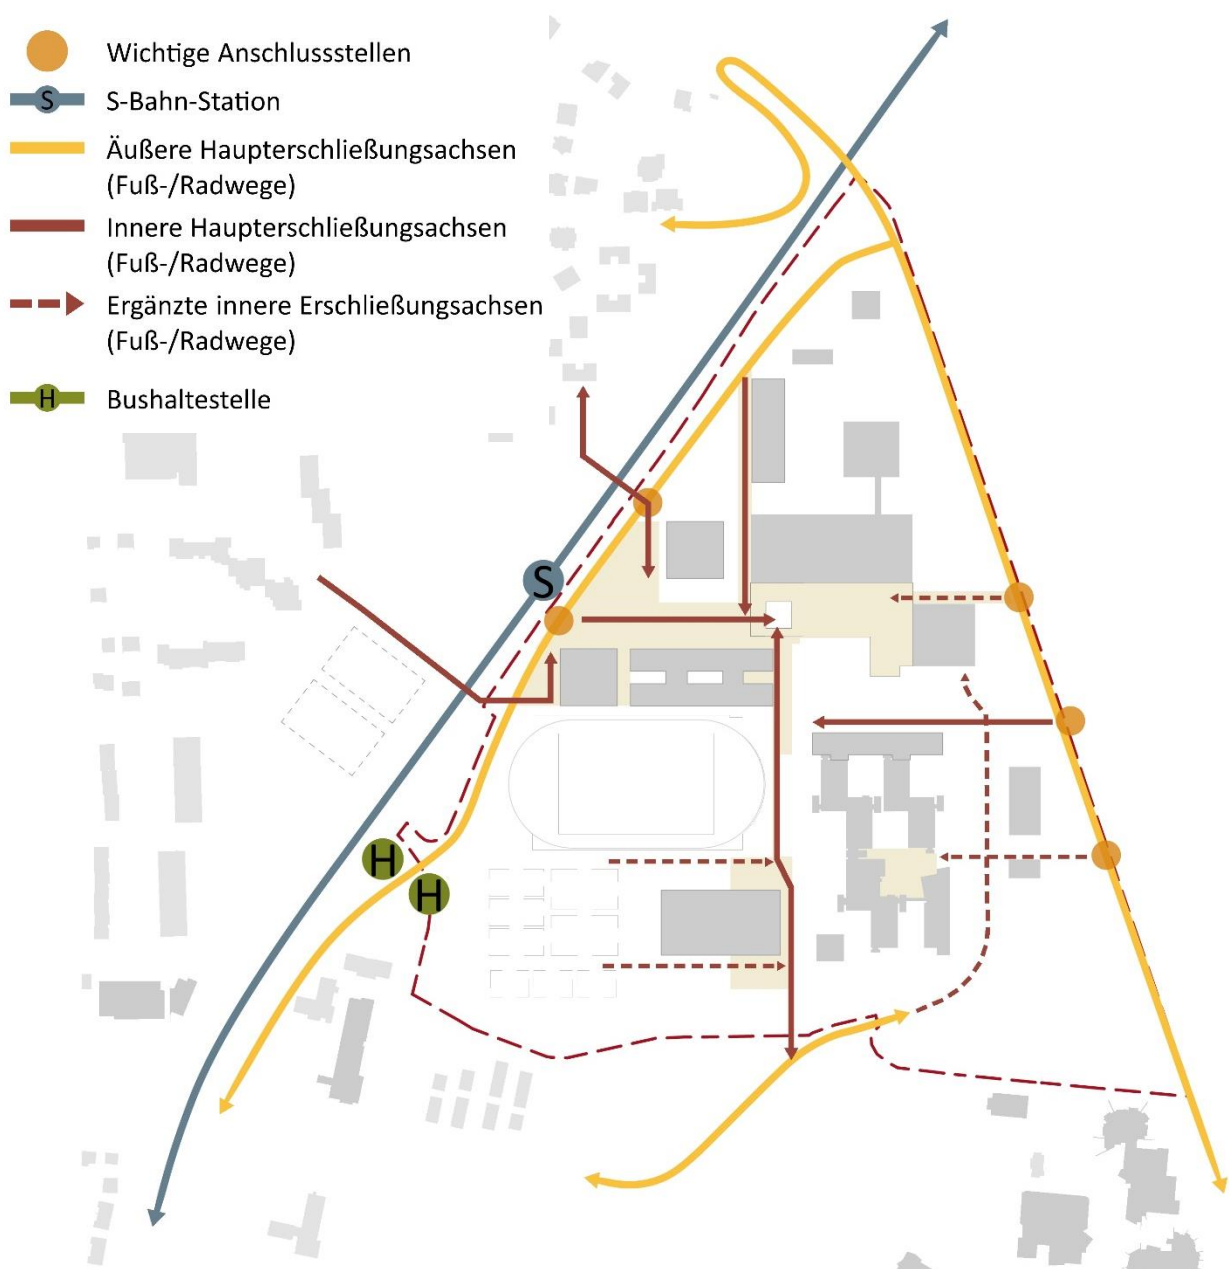 Wichtige Anschlussstellen
S
S-Bahn-Station
Äußere Haupterschließungsachsen
(Fuß-/Radwege)
Innere Haupterschließungsachsen
(Fuß-/Radwege)
Ergänzte innere Erschließungsachsen
(Fuß-/Radwege)
H
Bushaltestelle
S
H
H